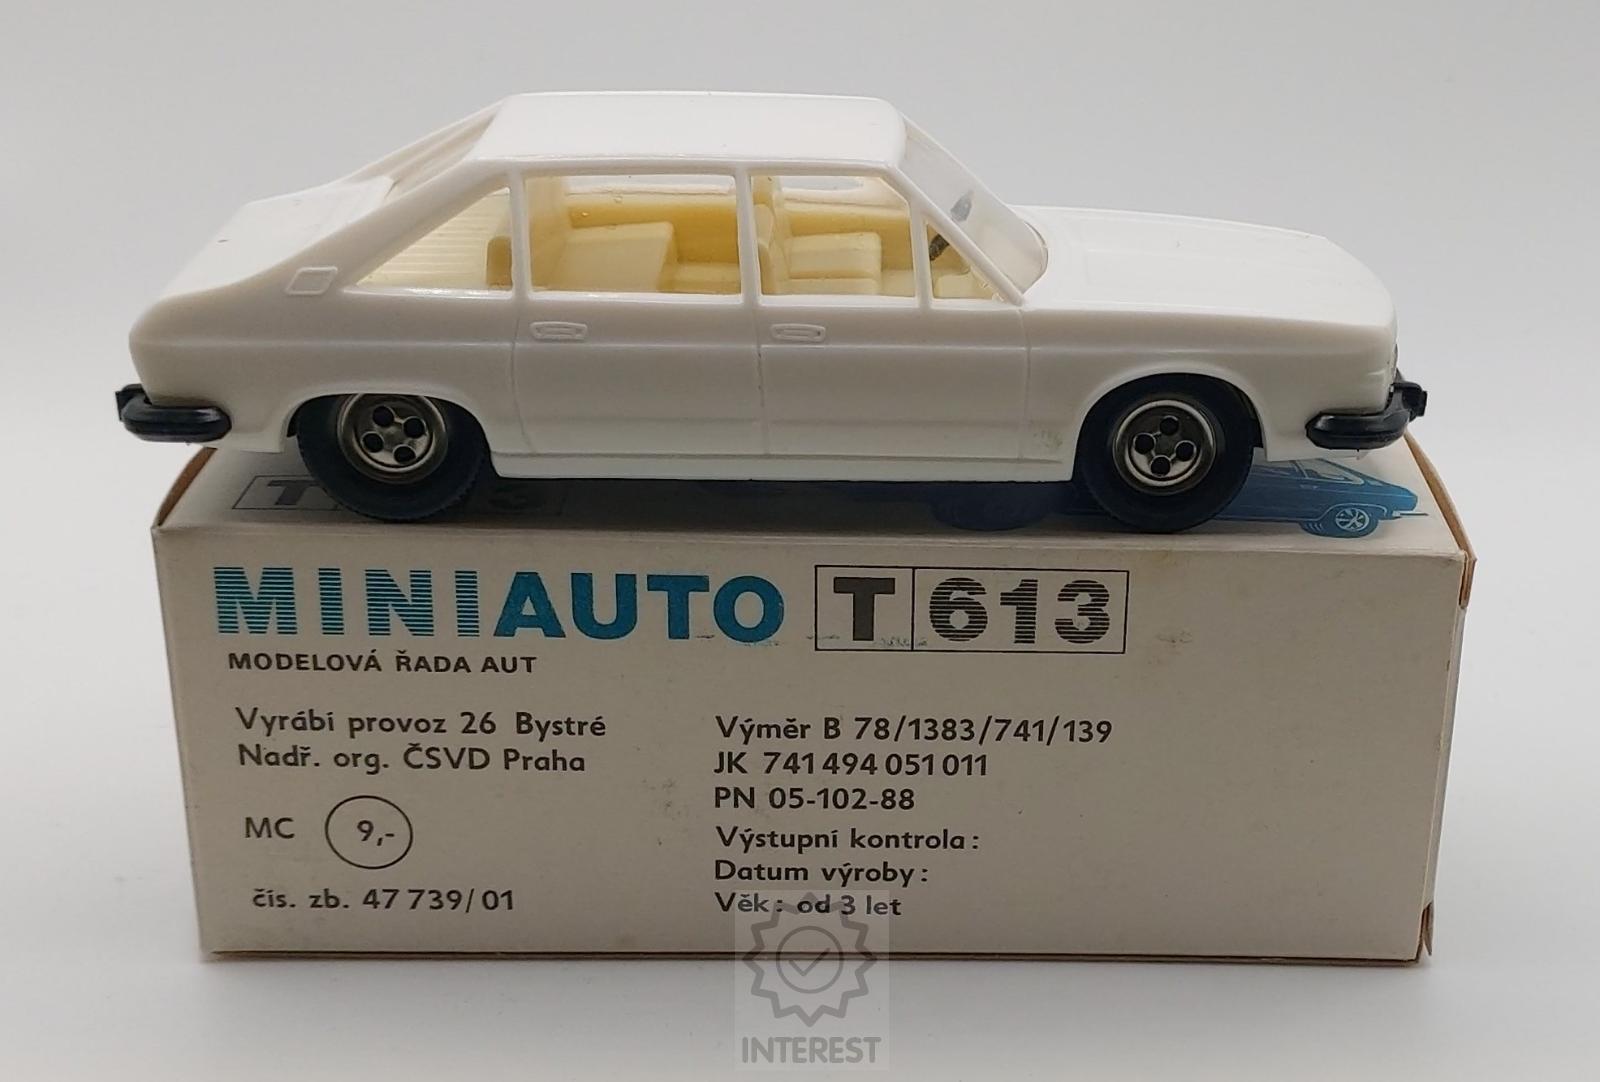 T 613
MINIAUTO T 613
MODELOVÁ ŘADA AUT
Vyrábí provoz 26 Bystré
Nadř. org. ČSVD Praha
MC 9,-
čís. zb. 47 739/01
Výměr B 78/1383/741/139
JK 741 494 051 011
PN 05-102-88
Výstupní kontrola:
Datum výroby:
Věk: od 3 let
INTEREST